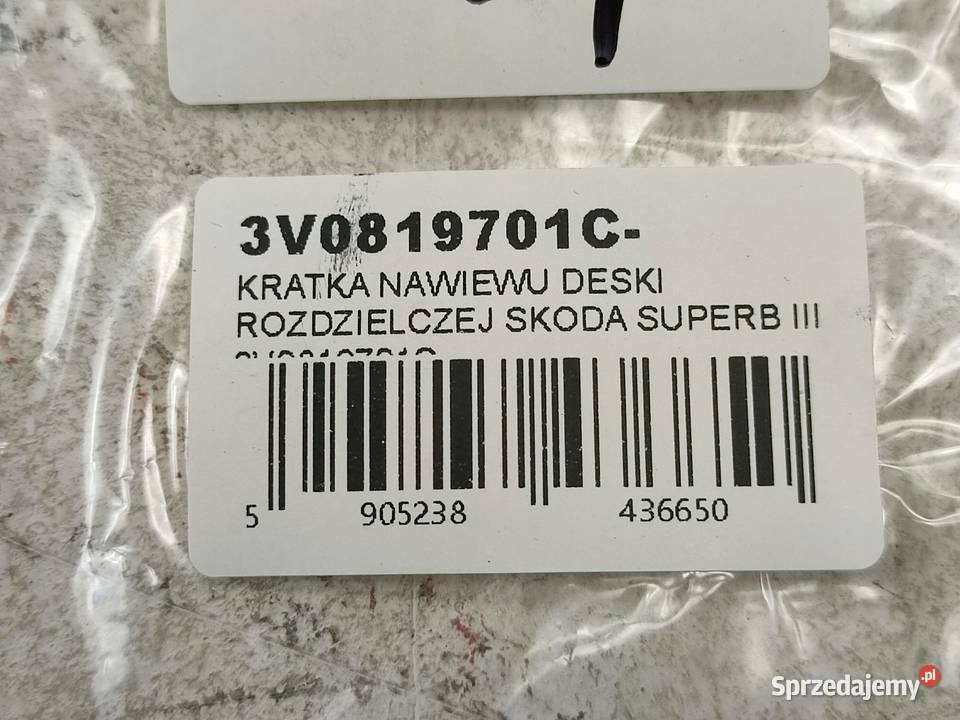 3V0819701C-
KRATKA NAWIEWU DESKI
ROZDZIELCZEJ SKODA SUPERB III
5 905238 436650
Sprzedajemy.pl